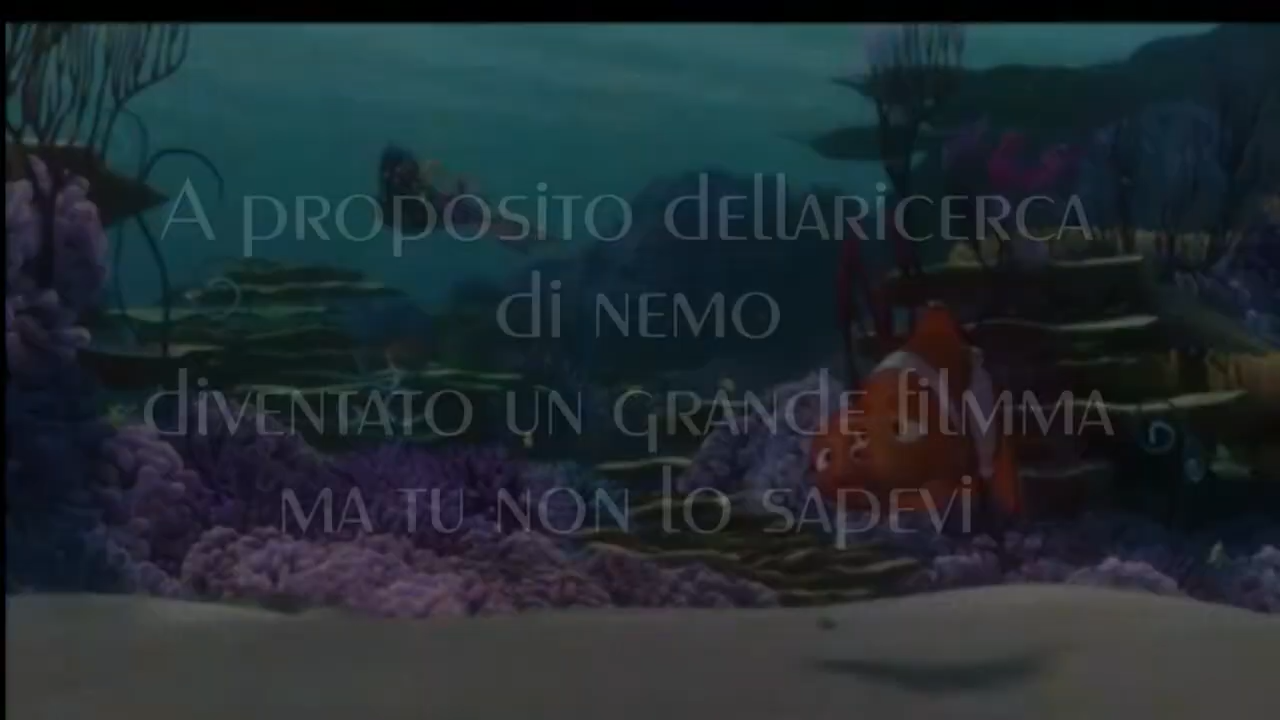 A proposito dellaricerca
di nemo
diventato un grande filmma
ma tu non lo sapevi